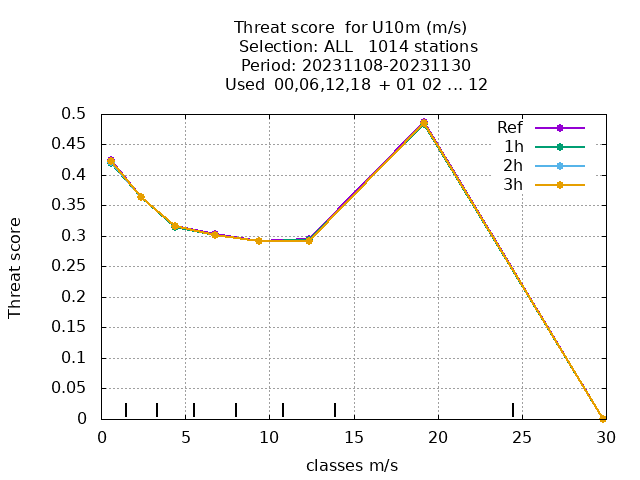 Threat score  for U10m (m/s)
Selection: ALL   1014 stations
Period: 20231108-20231130
Used  00,06,12,18  + 01 02 ... 12
Ref
1h
2h
3h
0.5
0.45
0.4
0.35
0.3
0.25
0.2
0.15
0.1
0.05
0
Threat score
0 5 10 15 20 25 30
classes m/s